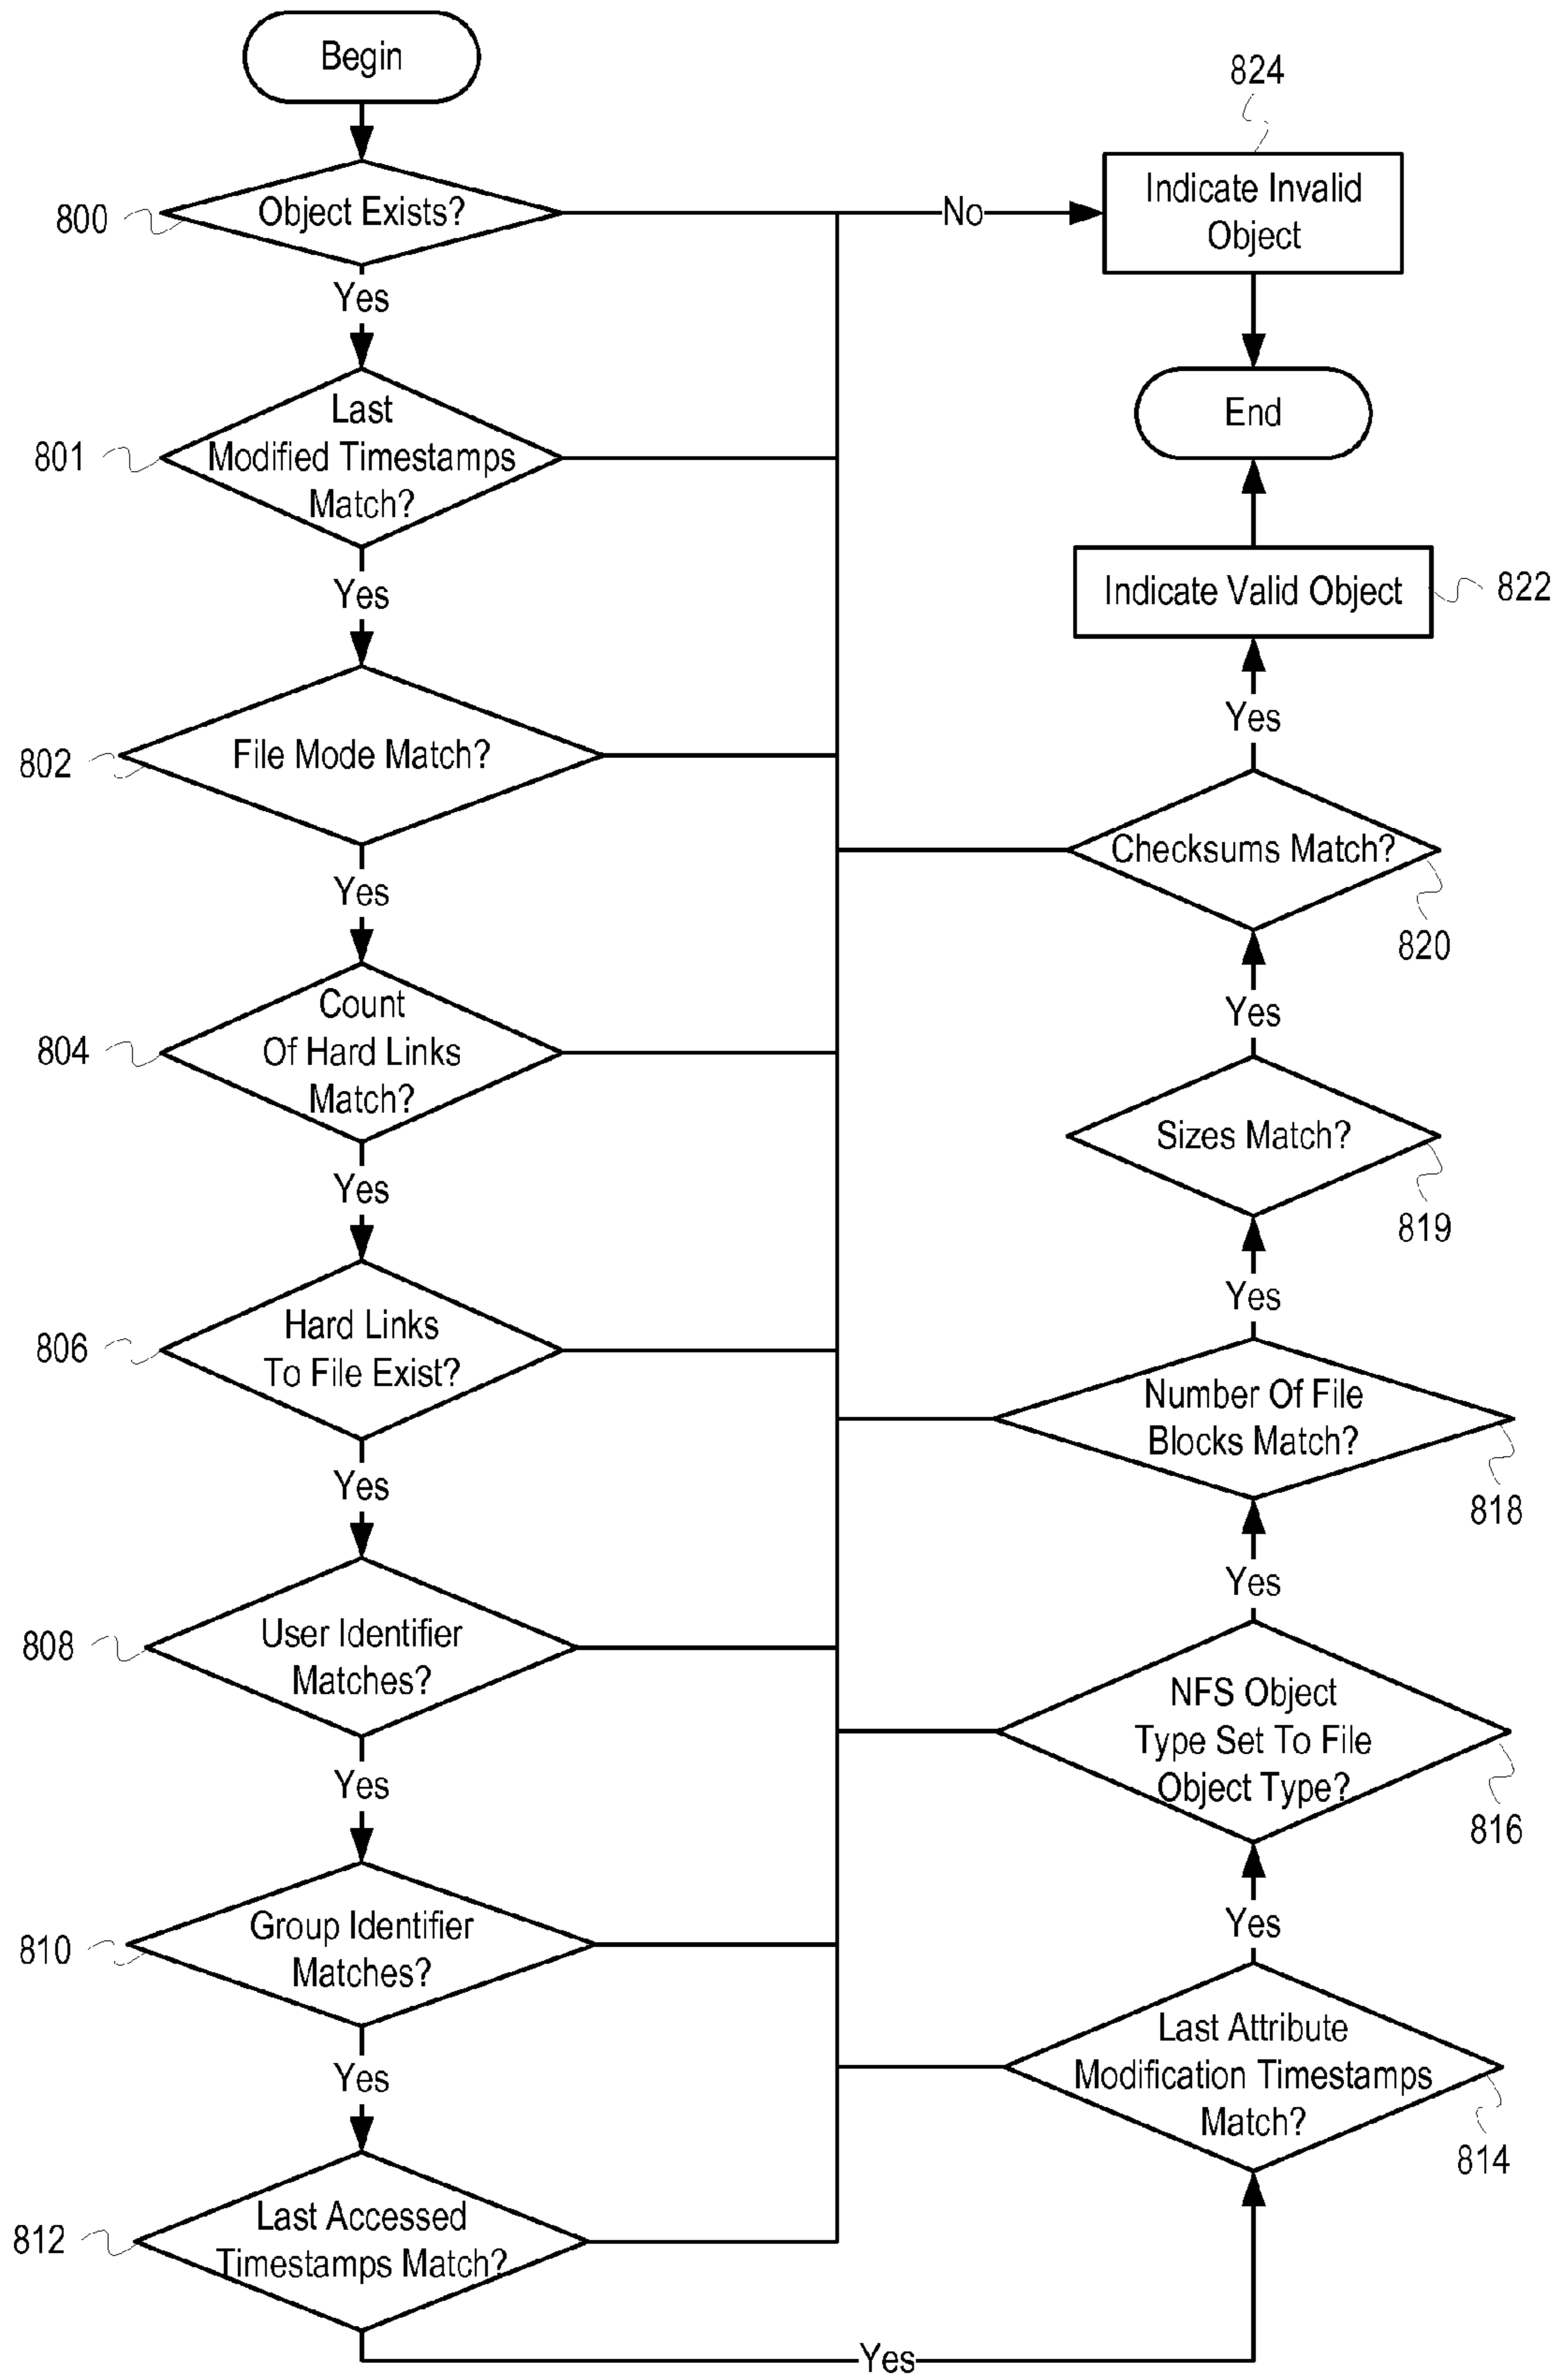 Begin
800
Object Exists?
No
824
Indicate Invalid
Object
Yes
801
Last
Modified Timestamps
Match?
Yes
802
File Mode Match?
Yes
804
Count
Of Hard Links
Match?
Yes
806
Hard Links
To File Exist?
Yes
808
User Identifier
Matches?
Yes
810
Group Identifier
Matches?
Yes
812
Last Accessed
Timestamps Match?
Yes
Last Attribute
Modification Timestamps
Match?
814
Yes
NFS Object
Type Set To File
Object Type?
816
Yes
Number Of File
Blocks Match?
818
Yes
Sizes Match?
819
Yes
Checksums Match?
820
Yes
Indicate Valid Object
822
End